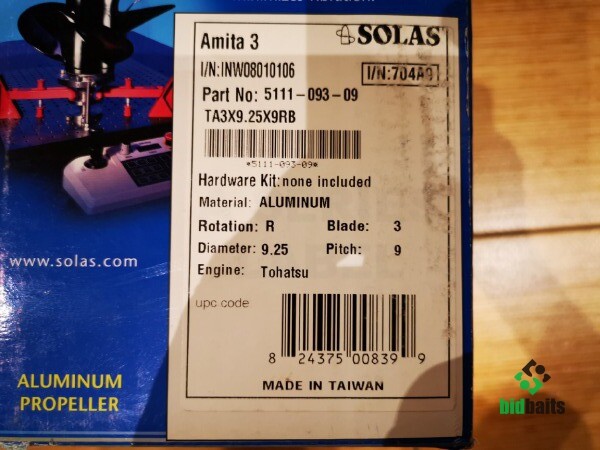 Amita 3
SOLAS
I/N:INW08010106
I/N:704A9
Part No: 5111-093-09
TA3X9.25X9RB
*5111-093-09*
Hardware Kit: none included
Material: ALUMINUM
Rotation: R Blade: 3
Diameter: 9.25 Pitch: 9
Engine: Tohatsu
www.solas.com
upc code
8 24375 00839 9
MADE IN TAIWAN
ALUMINUM
PROPELLER
bidbaits